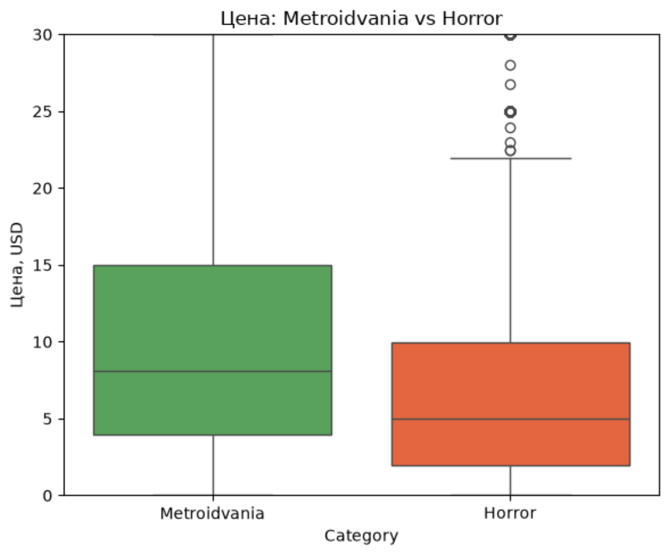 Цена: Metroidvania vs Horror
30
25
20
15
10
5
0
Цена, USD
Metroidvania
Horror
Category